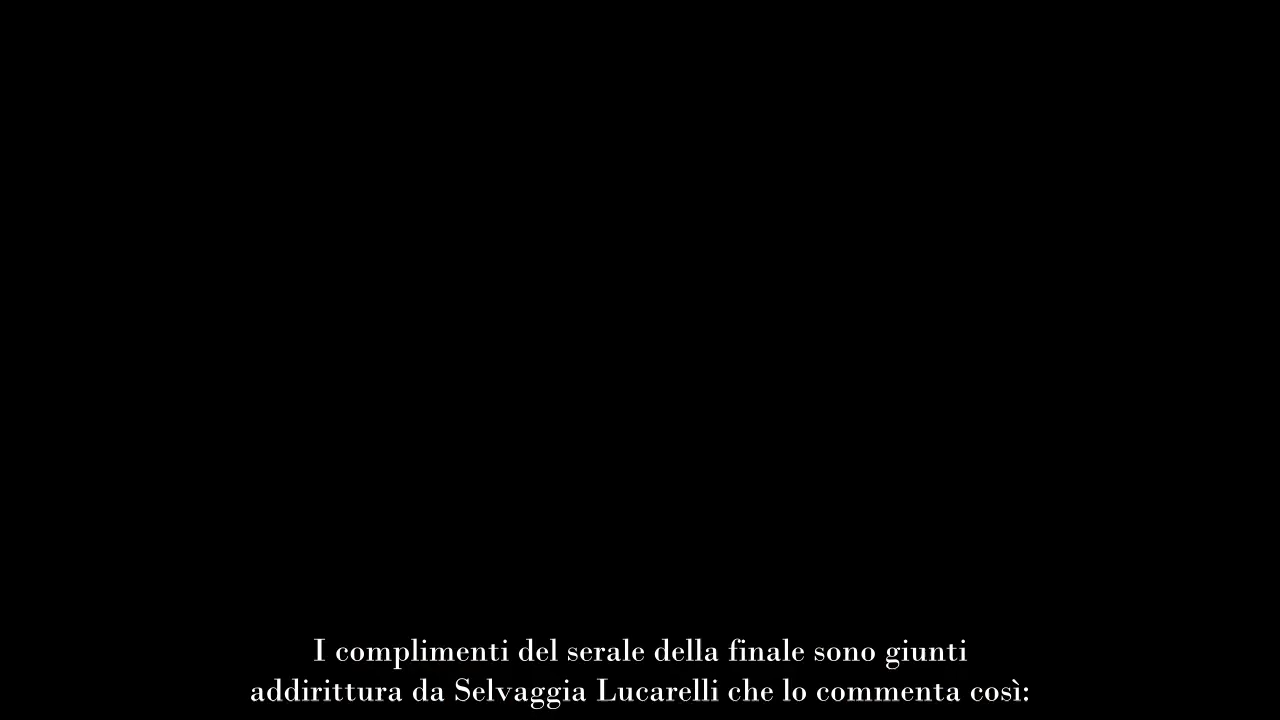 I complimenti del serale della finale sono giunti
addirittura da Selvaggia Lucarelli che lo commenta così: